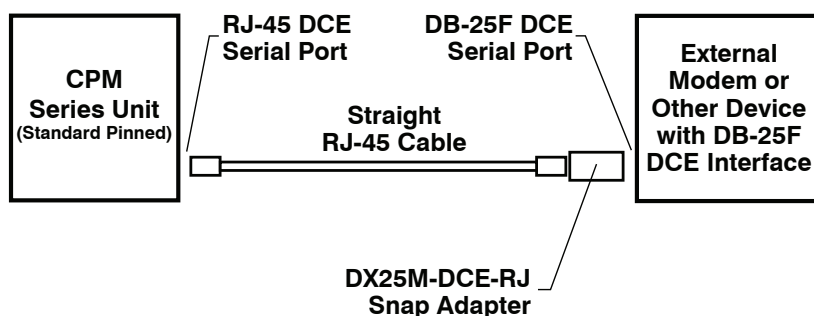 RJ-45 DCE
Serial Port
DB-25F DCE
Serial Port
CPM
Series Unit
(Standard Pinned)
Straight
RJ-45 Cable
External
Modem or
Other Device
with DB-25F
DCE Interface
DX25M-DCE-RJ
Snap Adapter